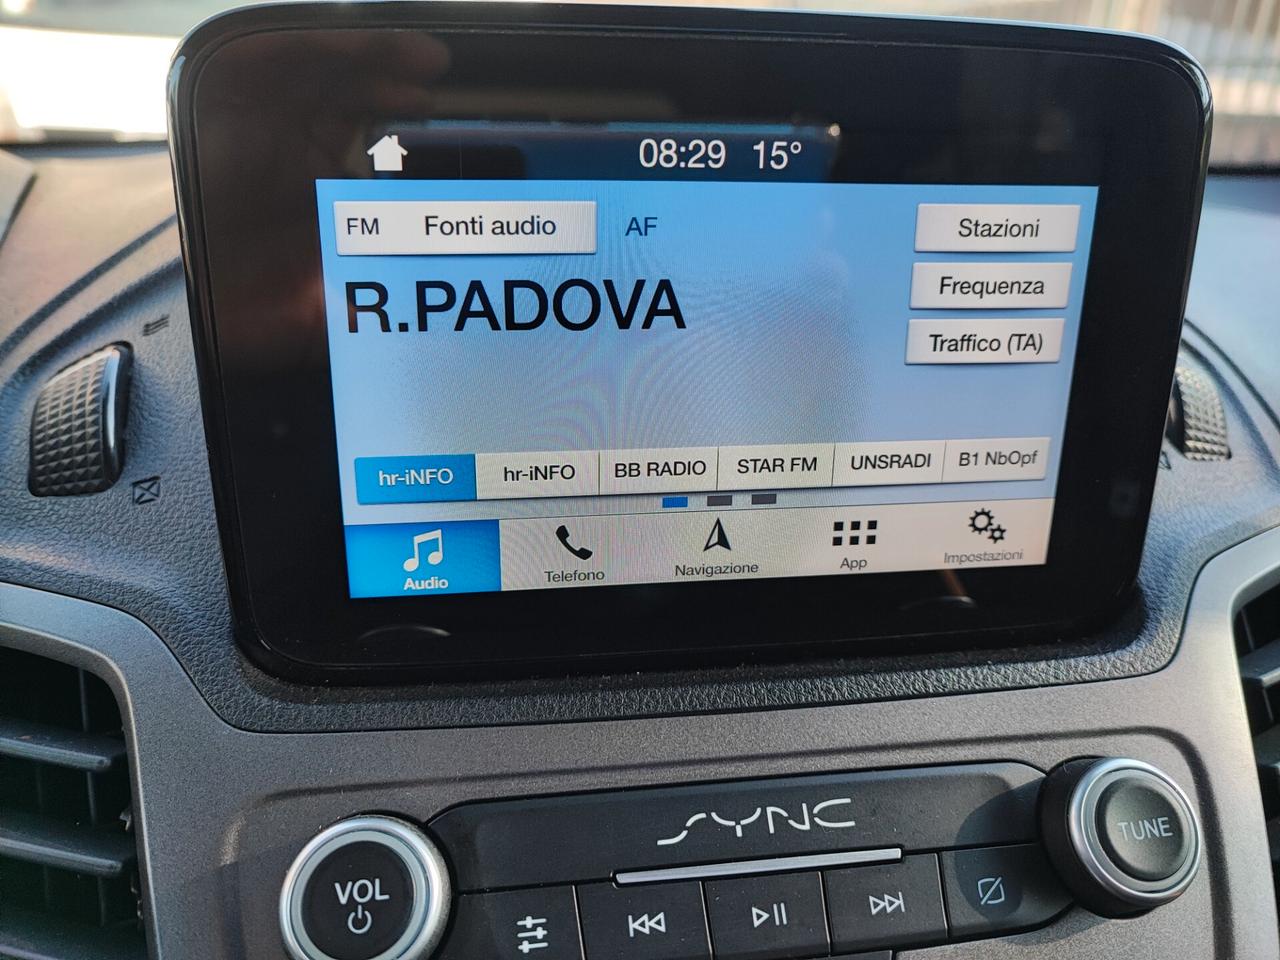 08:29 15°
FM Fonti audio AF Stazioni
R.PADOVA
Frequenza
Traffico (TA)
hr-iNFO hr-iNFO BB RADIO STAR FM UNSRADI B1 NbOpf
Audio Telefono Navigazione App Impostazioni
SYNC
VOL
TUNE